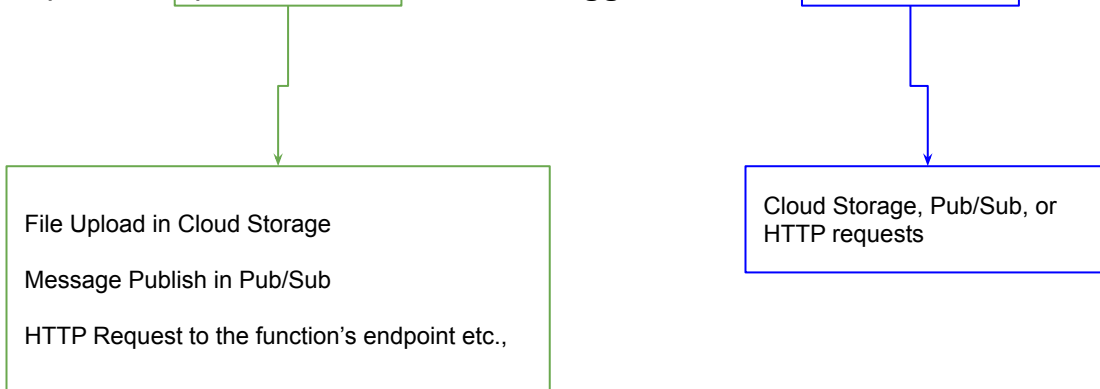 File Upload in Cloud Storage
Message Publish in Pub/Sub
HTTP Request to the function’s endpoint etc.,
Cloud Storage, Pub/Sub, or
HTTP requests